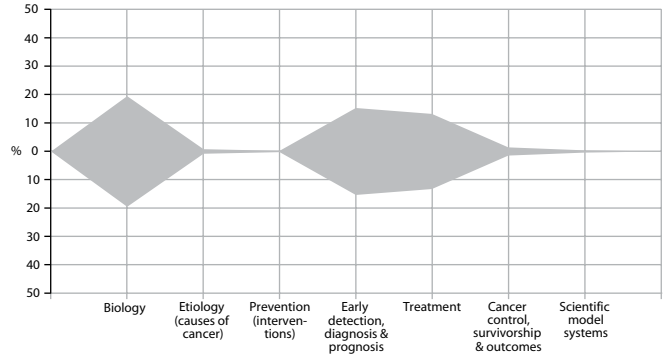 50
40
30
20
10
% 0
10
20
30
40
50
Biology
Etiology
(causes of
cancer)
Prevention
(interven-
tions)
Early
detection,
diagnosis &
prognosis
Treatment
Cancer
control,
survivorship
& outcomes
Scientific
model
systems